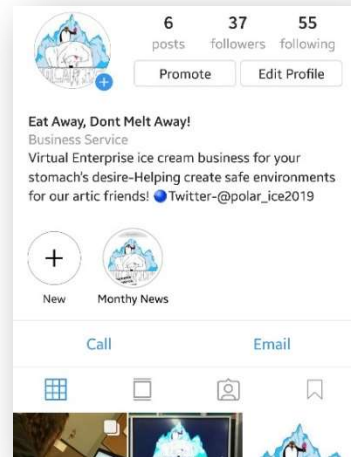 6 37 55
posts followers following
Promote Edit Profile
Eat Away, Dont Melt Away!
Business Service
Virtual Enterprise ice cream business for your
stomach's desire-Helping create safe environments
for our artic friends! Twitter-@polar_ice2019
New Monthy News
Call Email